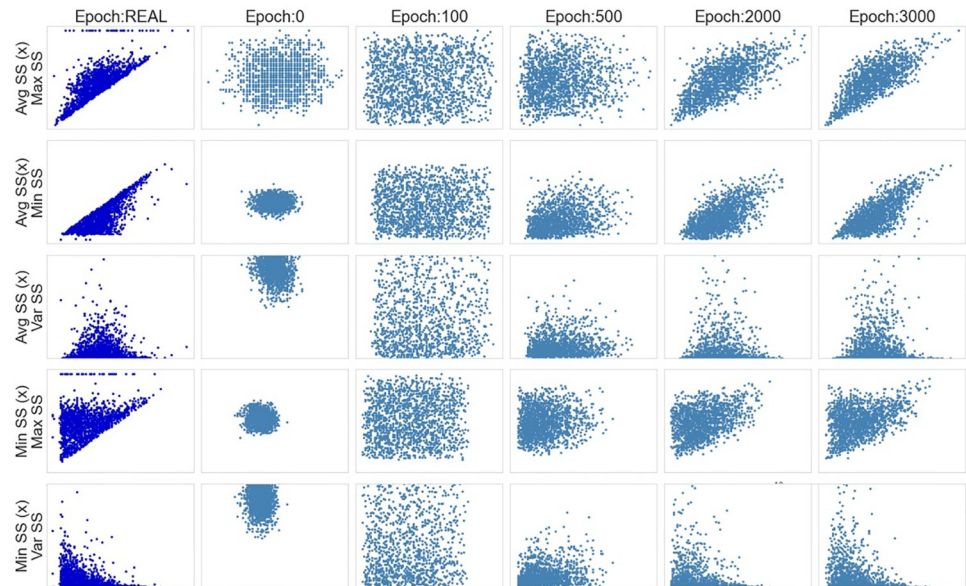 Epoch:REAL Epoch:0 Epoch:100 Epoch:500 Epoch:2000 Epoch:3000
Avg SS (x)
Max SS
Avg SS(x)
Min SS
Avg SS (x)
Var SS
Min SS (x)
Max SS
Min SS (x)
Var SS